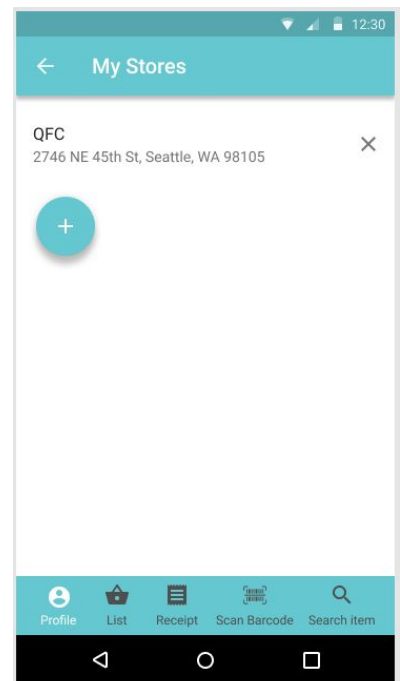 12:30
My Stores
QFC
2746 NE 45th St, Seattle, WA 98105
Profile List Receipt Scan Barcode Search item